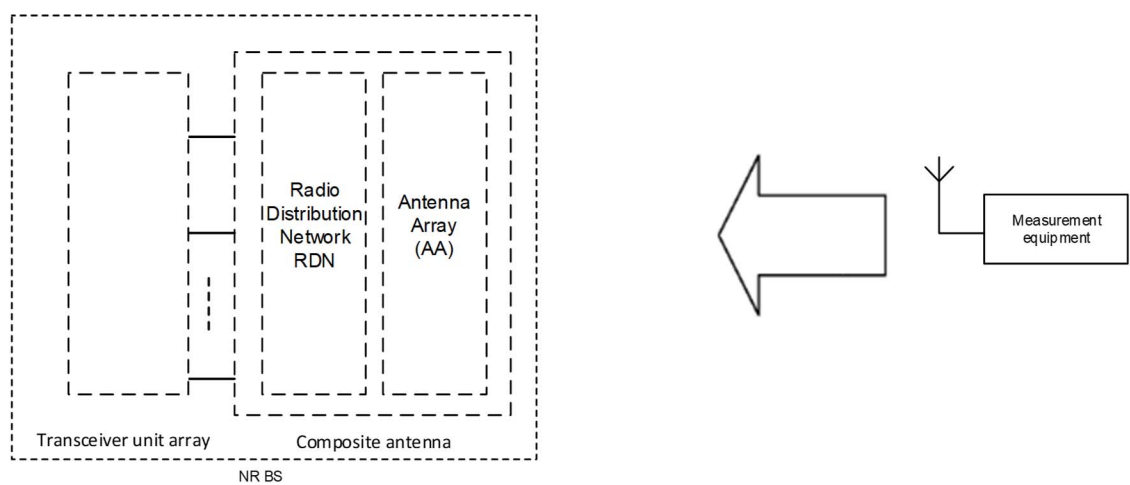 Radio
Distribution
Network
RDN
Antenna
Array
(AA)
Measurement
equipment
Transceiver unit array
Composite antenna
NR BS